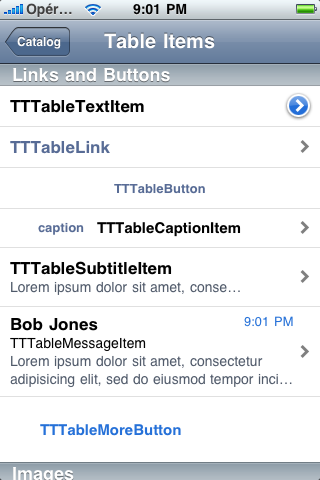 Opér... 9:01 PM
Catalog Table Items
Links and Buttons
TTTableTextItem
TTTableLink
TTTableButton
caption TTTableCaptionItem
TTTableSubtitleItem
Lorem ipsum dolor sit amet, conse...
Bob Jones 9:01 PM
TTTableMessageItem
Lorem ipsum dolor sit amet, consectetur
adipisicing elit, sed do eiusmod tempor inci...
TTTableMoreButton
Images